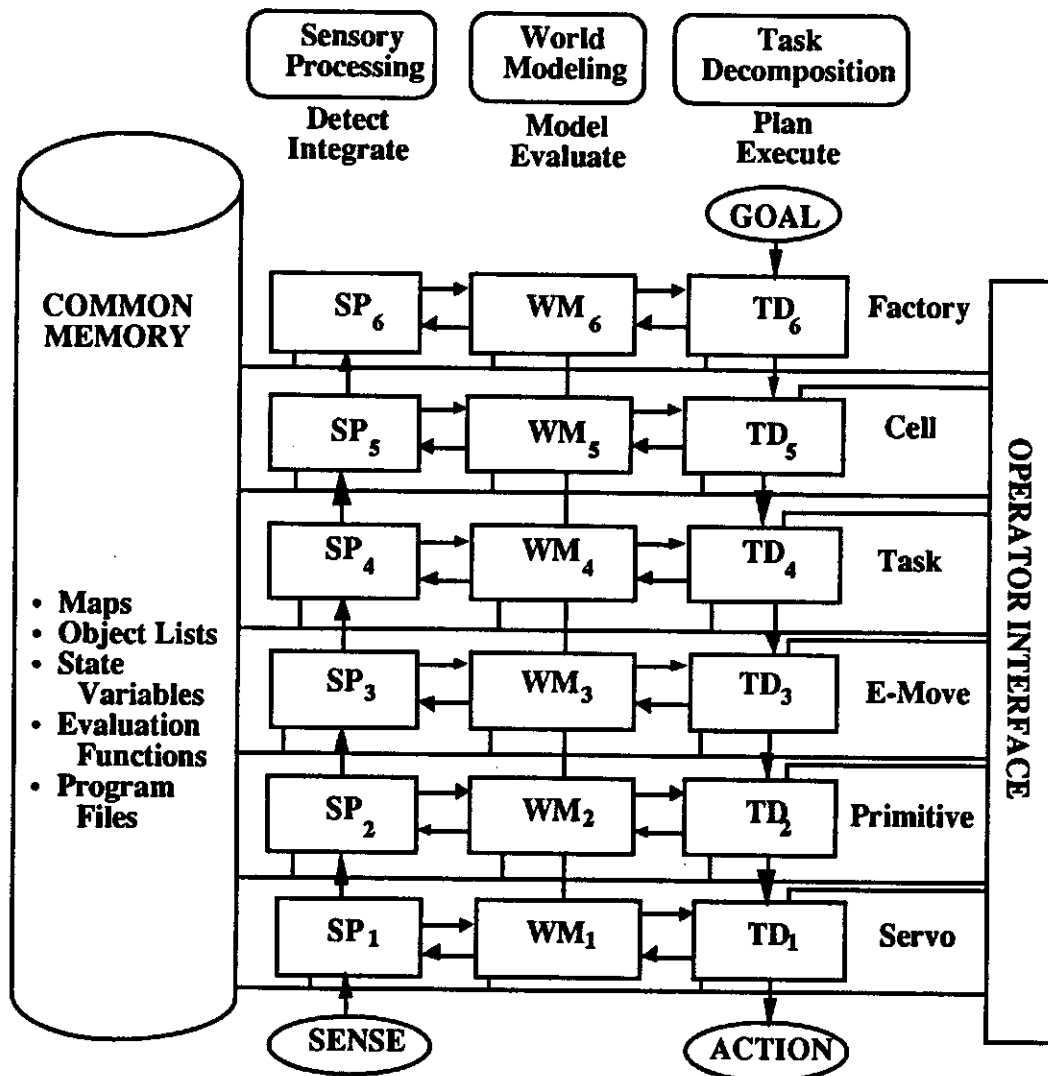 Sensory
Processing
World
Modeling
Task
Decomposition
Detect
Integrate
Model
Evaluate
Plan
Execute
GOAL
COMMON
MEMORY
• Maps
• Object Lists
• State
Variables
• Evaluation
Functions
• Program
Files
SP6
WM6
TD6
Factory
SP5
WM5
TD5
Cell
SP4
WM4
TD4
Task
SP3
WM3
TD3
E-Move
SP2
WM2
TD2
Primitive
SP1
WM1
TD1
Servo
SENSE
ACTION
OPERATOR INTERFACE